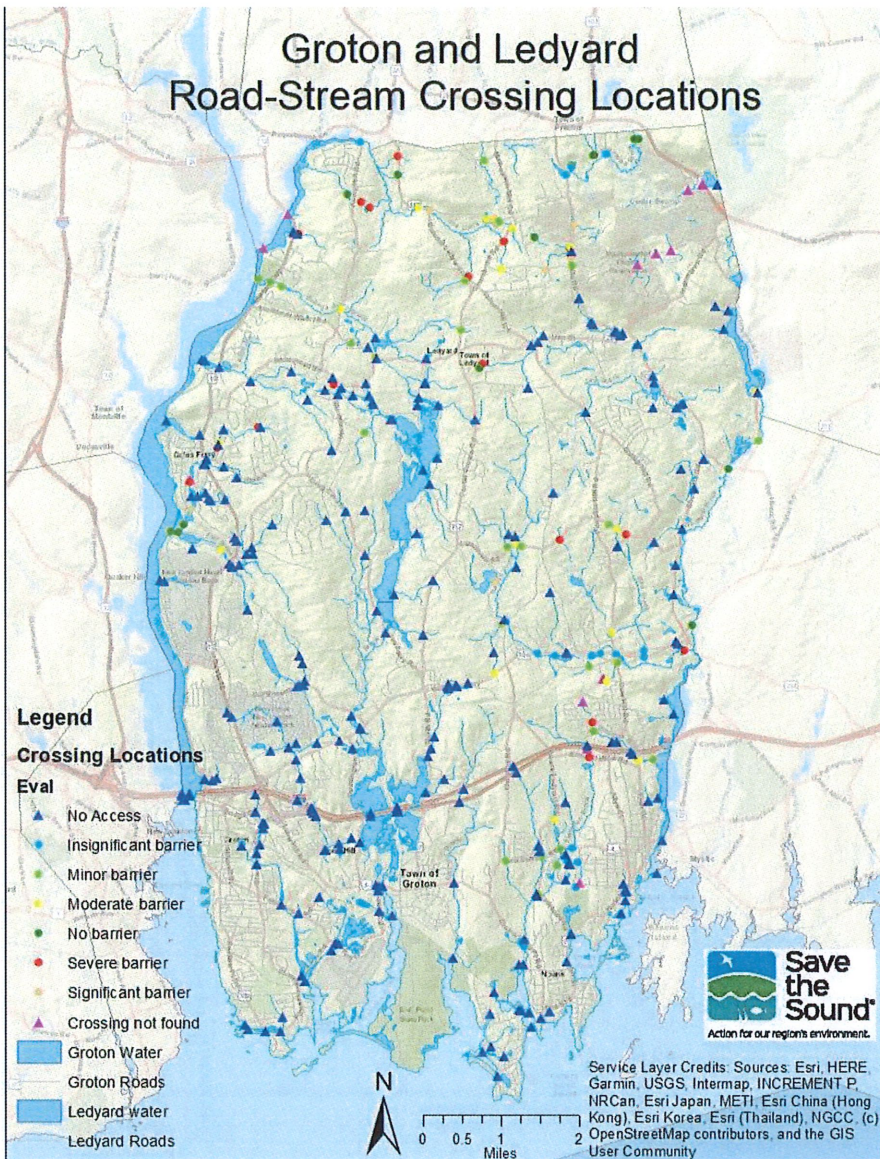 Groton and Ledyard
Road-Stream Crossing Locations
Ledyard
Town of
Gales Ferry
Town of
Groton
Noank
Mystic
Legend
Crossing Locations
Eval
No Access
Insignificant barrier
Minor barrier
Moderate barrier
No barrier
Severe barrier
Significant barrier
Crossing not found
Groton Water
Groton Roads
Ledyard water
Ledyard Roads
N
0 0.5 1 2
Miles
Save
the
Sound®
Action for our region's environment.
Service Layer Credits: Sources: Esri, HERE,
Garmin, USGS, Intermap, INCREMENT P,
NRCan, Esri Japan, METI, Esri China (Hong
Kong), Esri Korea, Esri (Thailand), NGCC, (c)
OpenStreetMap contributors, and the GIS
User Community